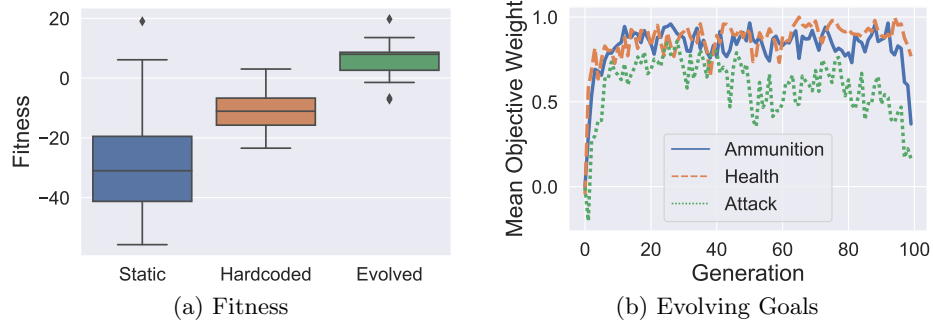 20
0
−20
−40
Fitness
Static Hardcoded Evolved
(a) Fitness
1.0
0.5
0.0
Mean Objective Weight
Ammunition
Health
Attack
0 20 40 60 80 100
Generation
(b) Evolving Goals